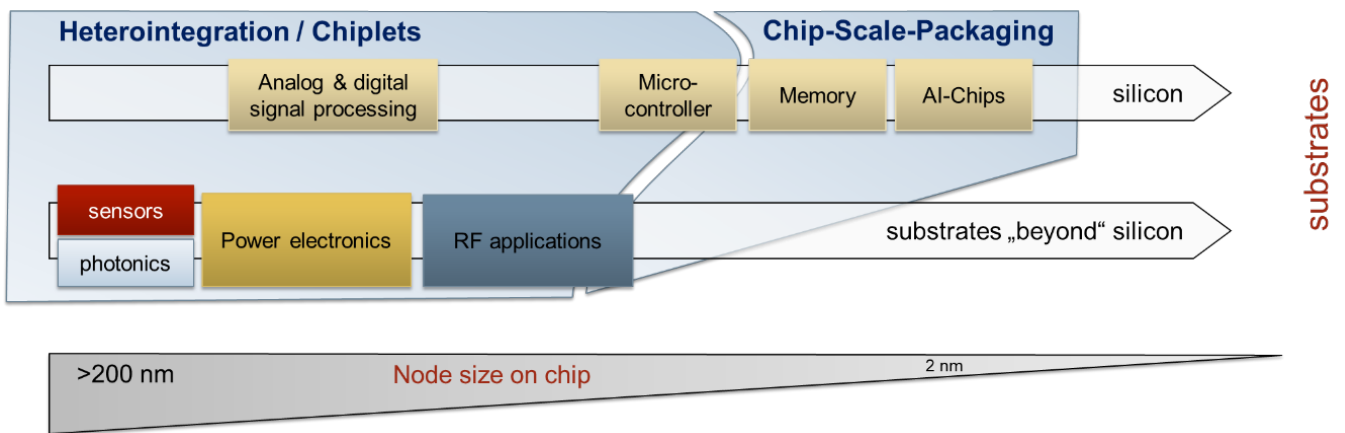 Heterointegration / Chiplets
Chip-Scale-Packaging
Analog & digital
signal processing
Micro-
controller
Memory
AI-Chips
silicon
substrates
sensors
photonics
Power electronics
RF applications
substrates „beyond“ silicon
>200 nm
Node size on chip
2 nm